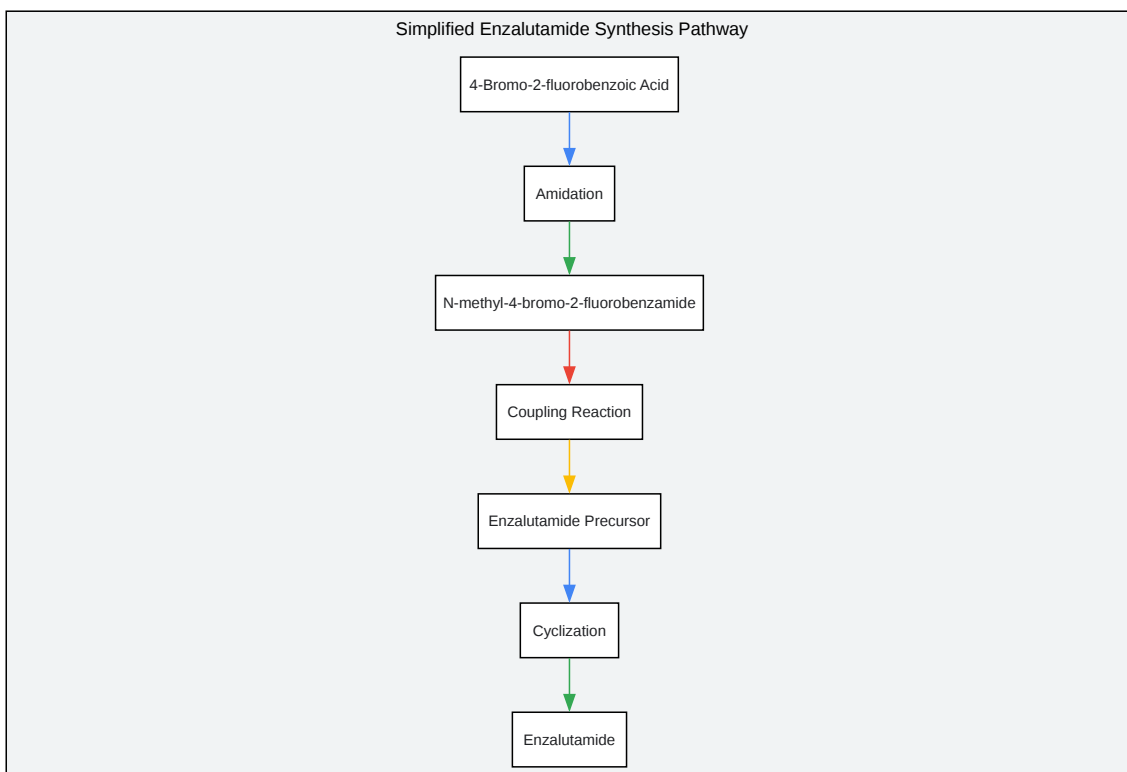 Simplified Enzalutamide Synthesis Pathway
4-Bromo-2-fluorobenzoic Acid
Amidation
N-methyl-4-bromo-2-fluorobenzamide
Coupling Reaction
Enzalutamide Precursor
Cyclization
Enzalutamide